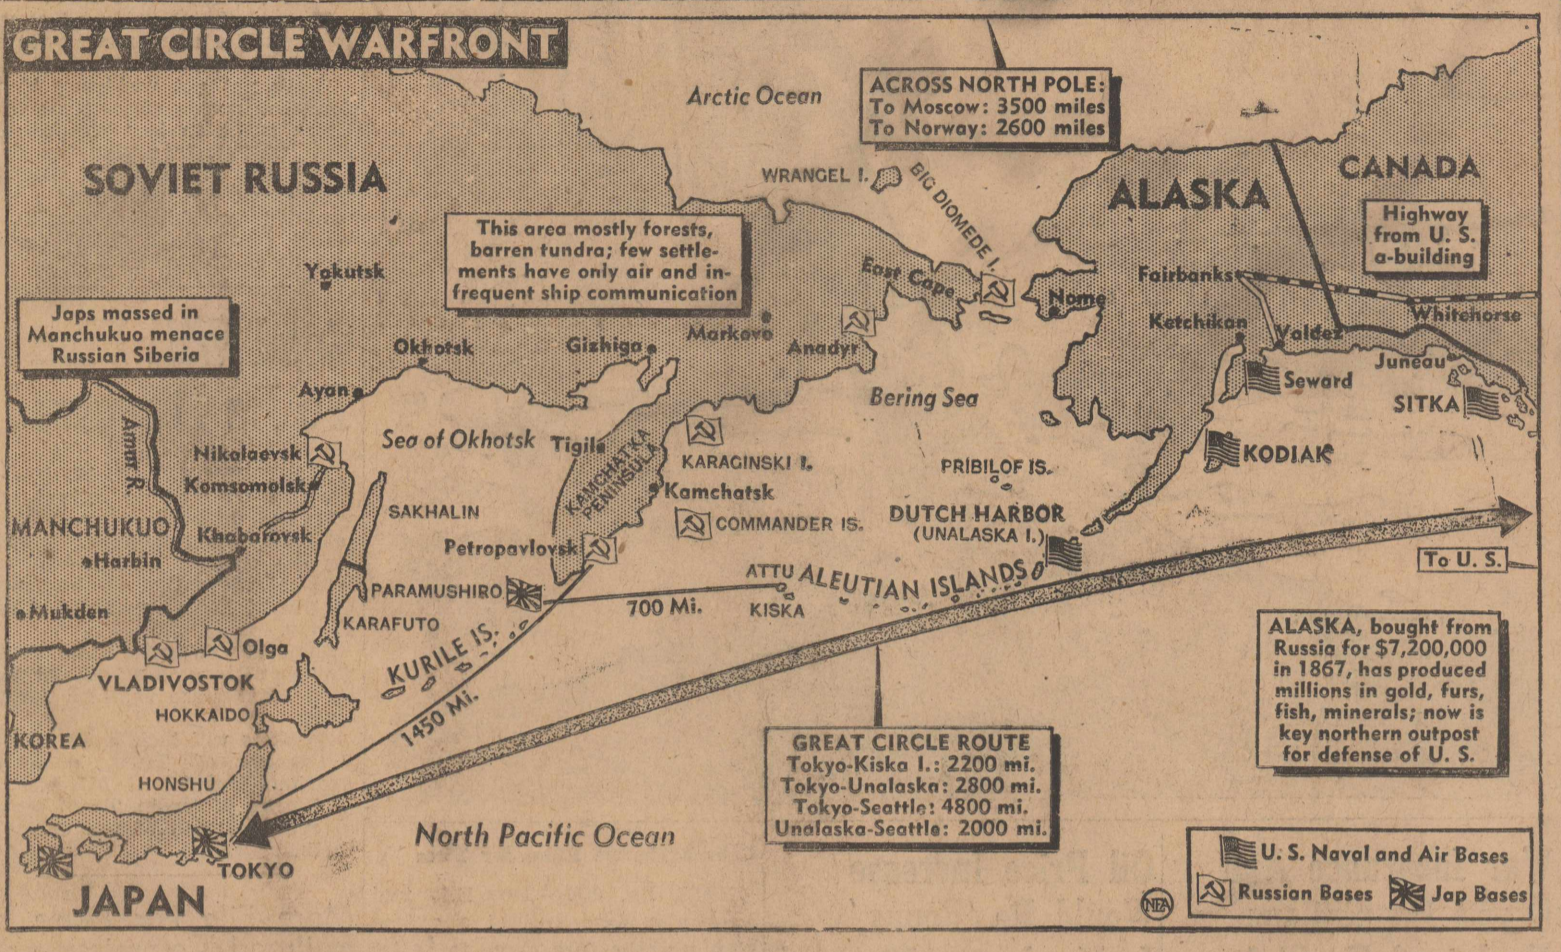 GREAT CIRCLE WARFRONT
Arctic Ocean
ACROSS NORTH POLE:
To Moscow: 3500 miles
To Norway: 2600 miles
SOVIET RUSSIA
WRANGEL I.
BIG DIOMEDE I.
ALASKA
CANADA
Highway
from U. S.
a-building
This area mostly forests,
barren tundra; few settle-
ments have only air and in-
frequent ship communication
Yakutsk
East Cape
Nome
Fairbanks
Whitehorse
Japs massed in
Manchukuo menace
Russian Siberia
Markovo
Anadyr
Ketchikan
Valdez
Juneau
Okhotsk
Gizhiga
Ayan
Bering Sea
Seward
SITKA
Amur R.
Nikolaevsk
Sea of Okhotsk
Tigil
KAMCHATKA
PENINSULA
KARAGINSKI I.
PRIBILOF IS.
KODIAK
Komsomolsk
Kamchatsk
MANCHUKUO
SAKHALIN
COMMANDER IS.
DUTCH HARBOR
(UNALASKA I.)
Khabarovsk
Harbin
Petropavlovsk
To U. S.
PARAMUSHIRO
ATTU
ALEUTIAN ISLANDS
700 Mi.
KISKA
Mukden
KARAFUTO
Olga
KURILE IS.
VLADIVOSTOK
1450 Mi.
HOKKAIDO
KOREA
HONSHU
ALASKA, bought from
Russia for $7,200,000
in 1867, has produced
millions in gold, furs,
fish, minerals; now is
key northern outpost
for defense of U. S.
GREAT CIRCLE ROUTE
Tokyo-Kiska I.: 2200 mi.
Tokyo-Unalaska: 2800 mi.
Tokyo-Seattle: 4800 mi.
Unalaska-Seattle: 2000 mi.
North Pacific Ocean
TOKYO
JAPAN
U. S. Naval and Air Bases
Russian Bases
Jap Bases
NEA